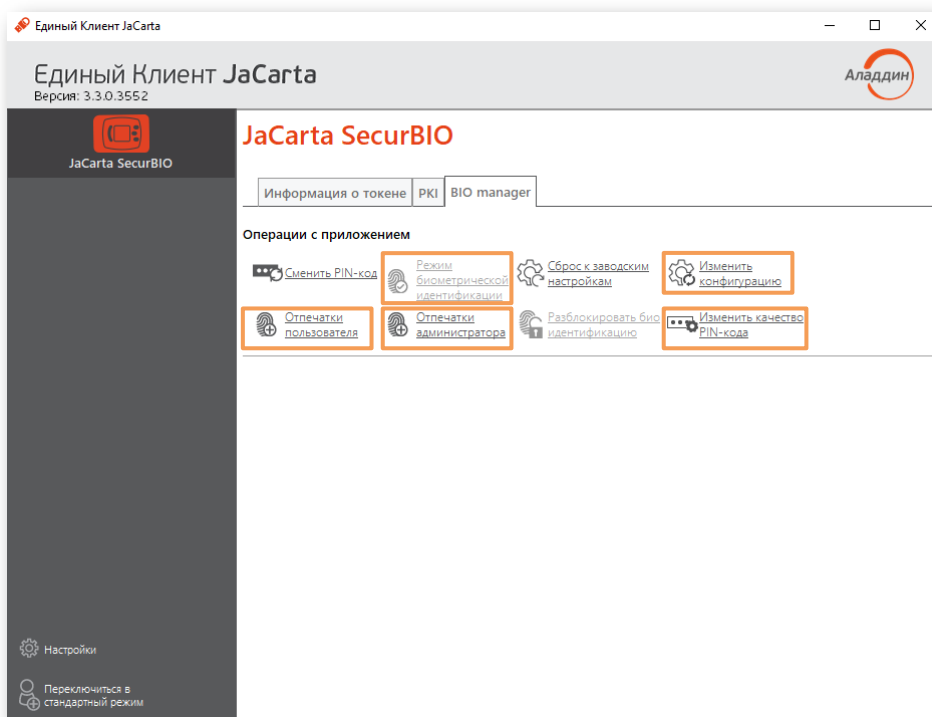 Единый Клиент JaCarta
Единый Клиент JaCarta
Версия: 3.3.0.3552
Аладдин
JaCarta SecurBIO
JaCarta SecurBIO
Информация о токене
PKI
BIO manager
Операции с приложением
Сменить PIN-код
Режим
биометрической
идентификации
Сброс к заводским
настройкам
Изменить
конфигурацию
Отпечатки
пользователя
Отпечатки
администратора
Разблокировать био
идентификацию
Изменить качество
PIN-кода
Настройки
Переключиться в
стандартный режим